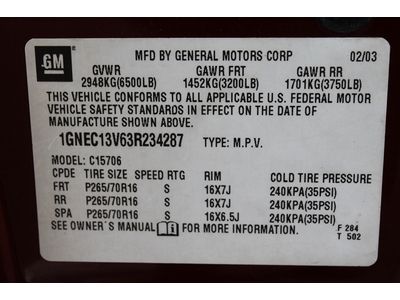 GM
MFD BY GENERAL MOTORS CORP 02/03
GVWR GAWR FRT GAWR RR
2948KG(6500LB) 1452KG(3200LB) 1701KG(3750LB)
THIS VEHICLE CONFORMS TO ALL APPLICABLE U.S. FEDERAL MOTOR
VEHICLE SAFETY STANDARDS IN EFFECT ON THE DATE OF
MANUFACTURE SHOWN ABOVE.
1GNEC13V63R234287 TYPE: M.P.V.
MODEL: C15706
CPDE TIRE SIZE SPEED RTG RIM COLD TIRE PRESSURE
FRT P265/70R16 S 16X7J 240KPA(35PSI)
RR P265/70R16 S 16X7J 240KPA(35PSI)
SPA P265/70R16 S 16X6.5J 240KPA(35PSI)
SEE OWNER'S MANUAL FOR MORE INFORMATION. F 284
T 502